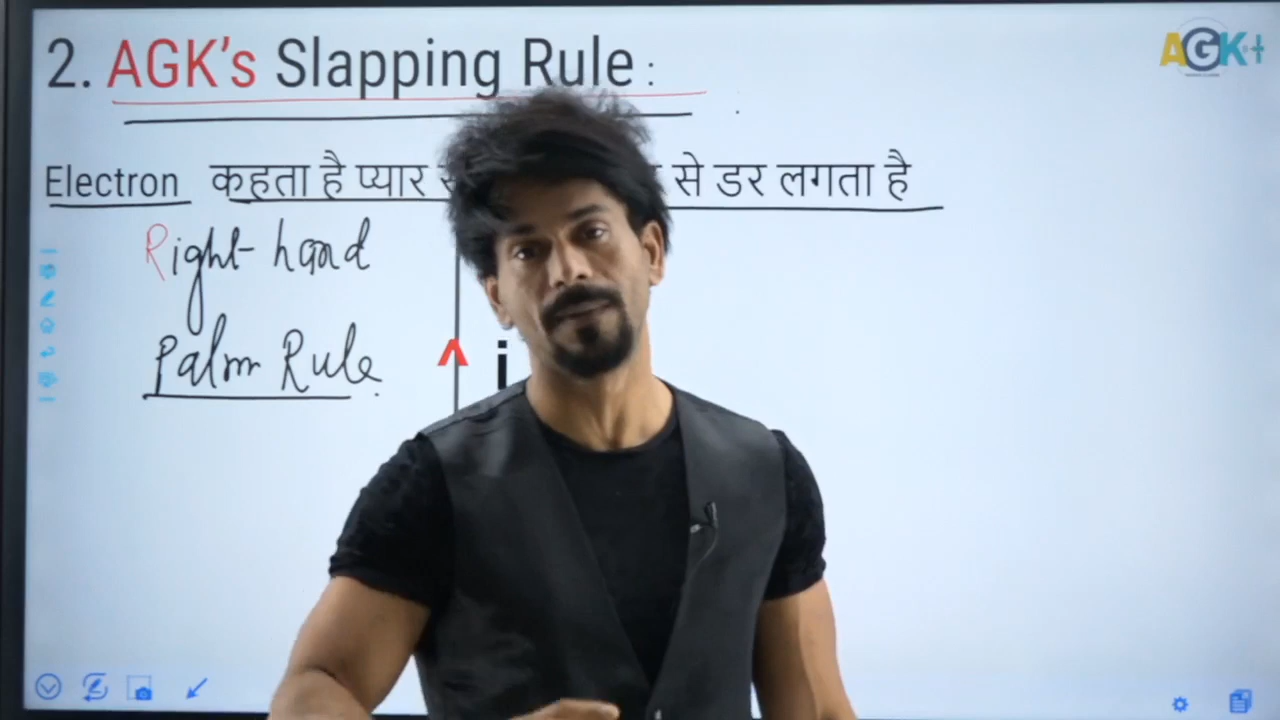 2. AGK's Slapping Rule :
AGK
Electron कहता है प्यार से डर लगता है
Right-hand
Palm Rule.
^ i